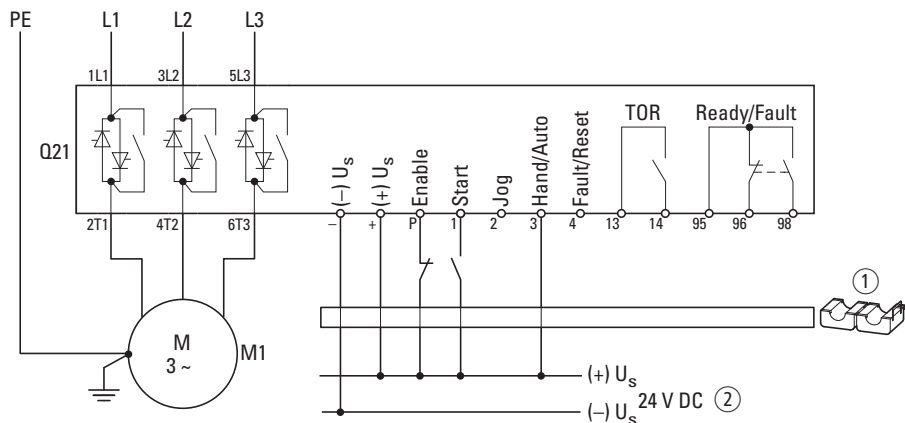 PE L1 L2 L3
1L1 3L2 5L3
Q21
(–) Us
(+) Us
Enable
Start
Jog
Hand/Auto
Fault/Reset
TOR Ready/Fault
2T1 4T2 6T3 – + P 1 2 3 4 13 14 95 96 98
M
3 ~
M1
1
(+) Us
(–) Us 24 V DC 2